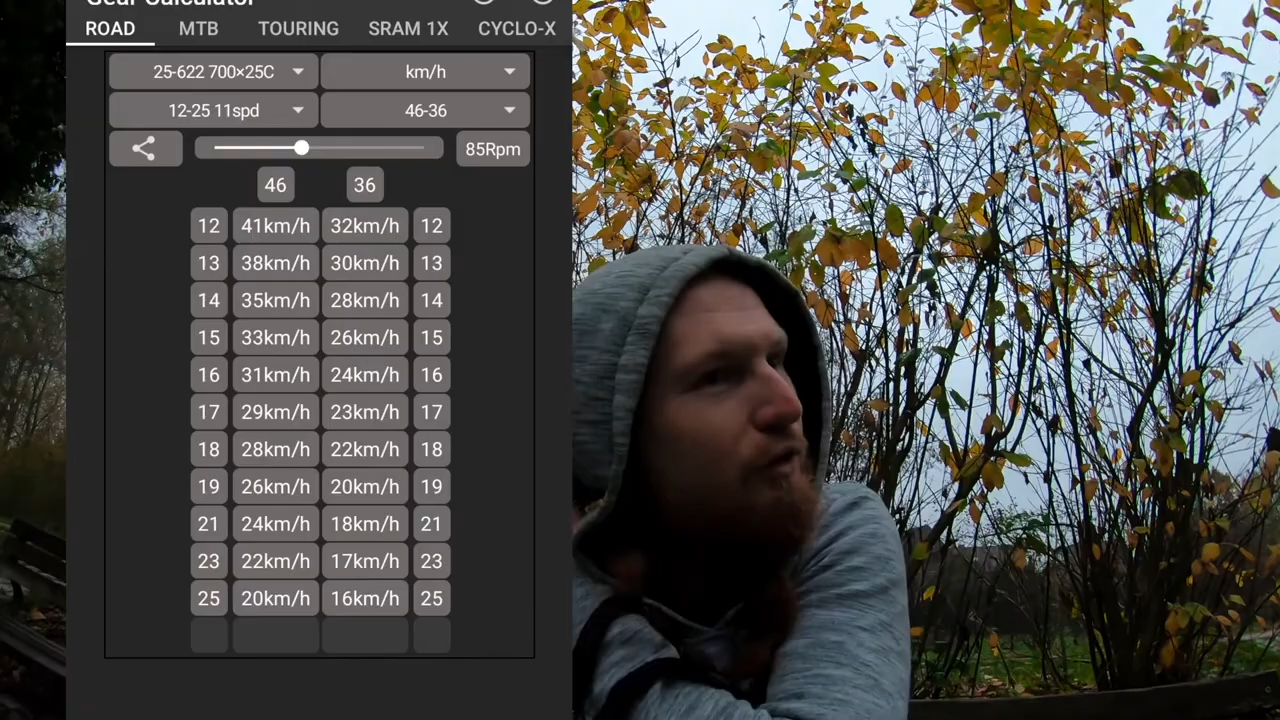 Gear Calculator
ROAD MTB TOURING SRAM 1X CYCLO-X
25-622 700×25C km/h
12-25 11spd 46-36
85Rpm
46 36
12 41km/h 32km/h 12
13 38km/h 30km/h 13
14 35km/h 28km/h 14
15 33km/h 26km/h 15
16 31km/h 24km/h 16
17 29km/h 23km/h 17
18 28km/h 22km/h 18
19 26km/h 20km/h 19
21 24km/h 18km/h 21
23 22km/h 17km/h 23
25 20km/h 16km/h 25